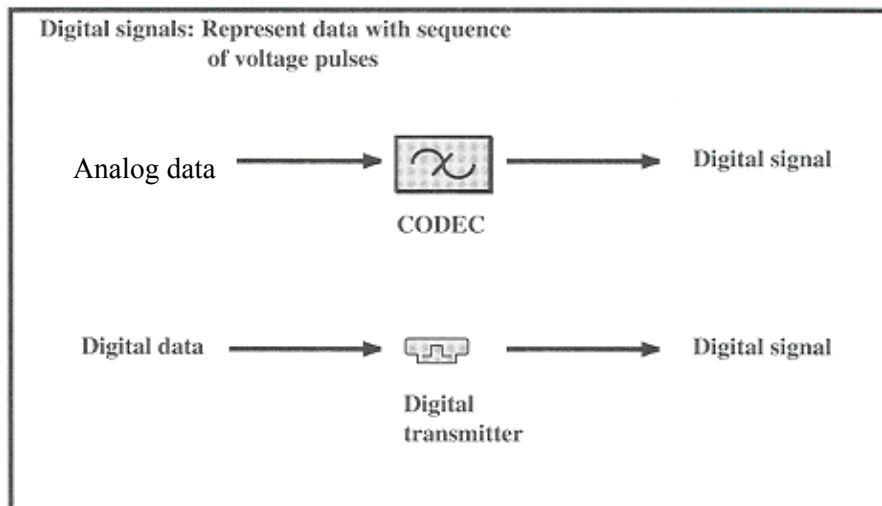 Digital signals: Represent data with sequence
of voltage pulses
Analog data
Digital signal
CODEC
Digital data
Digital signal
Digital
transmitter